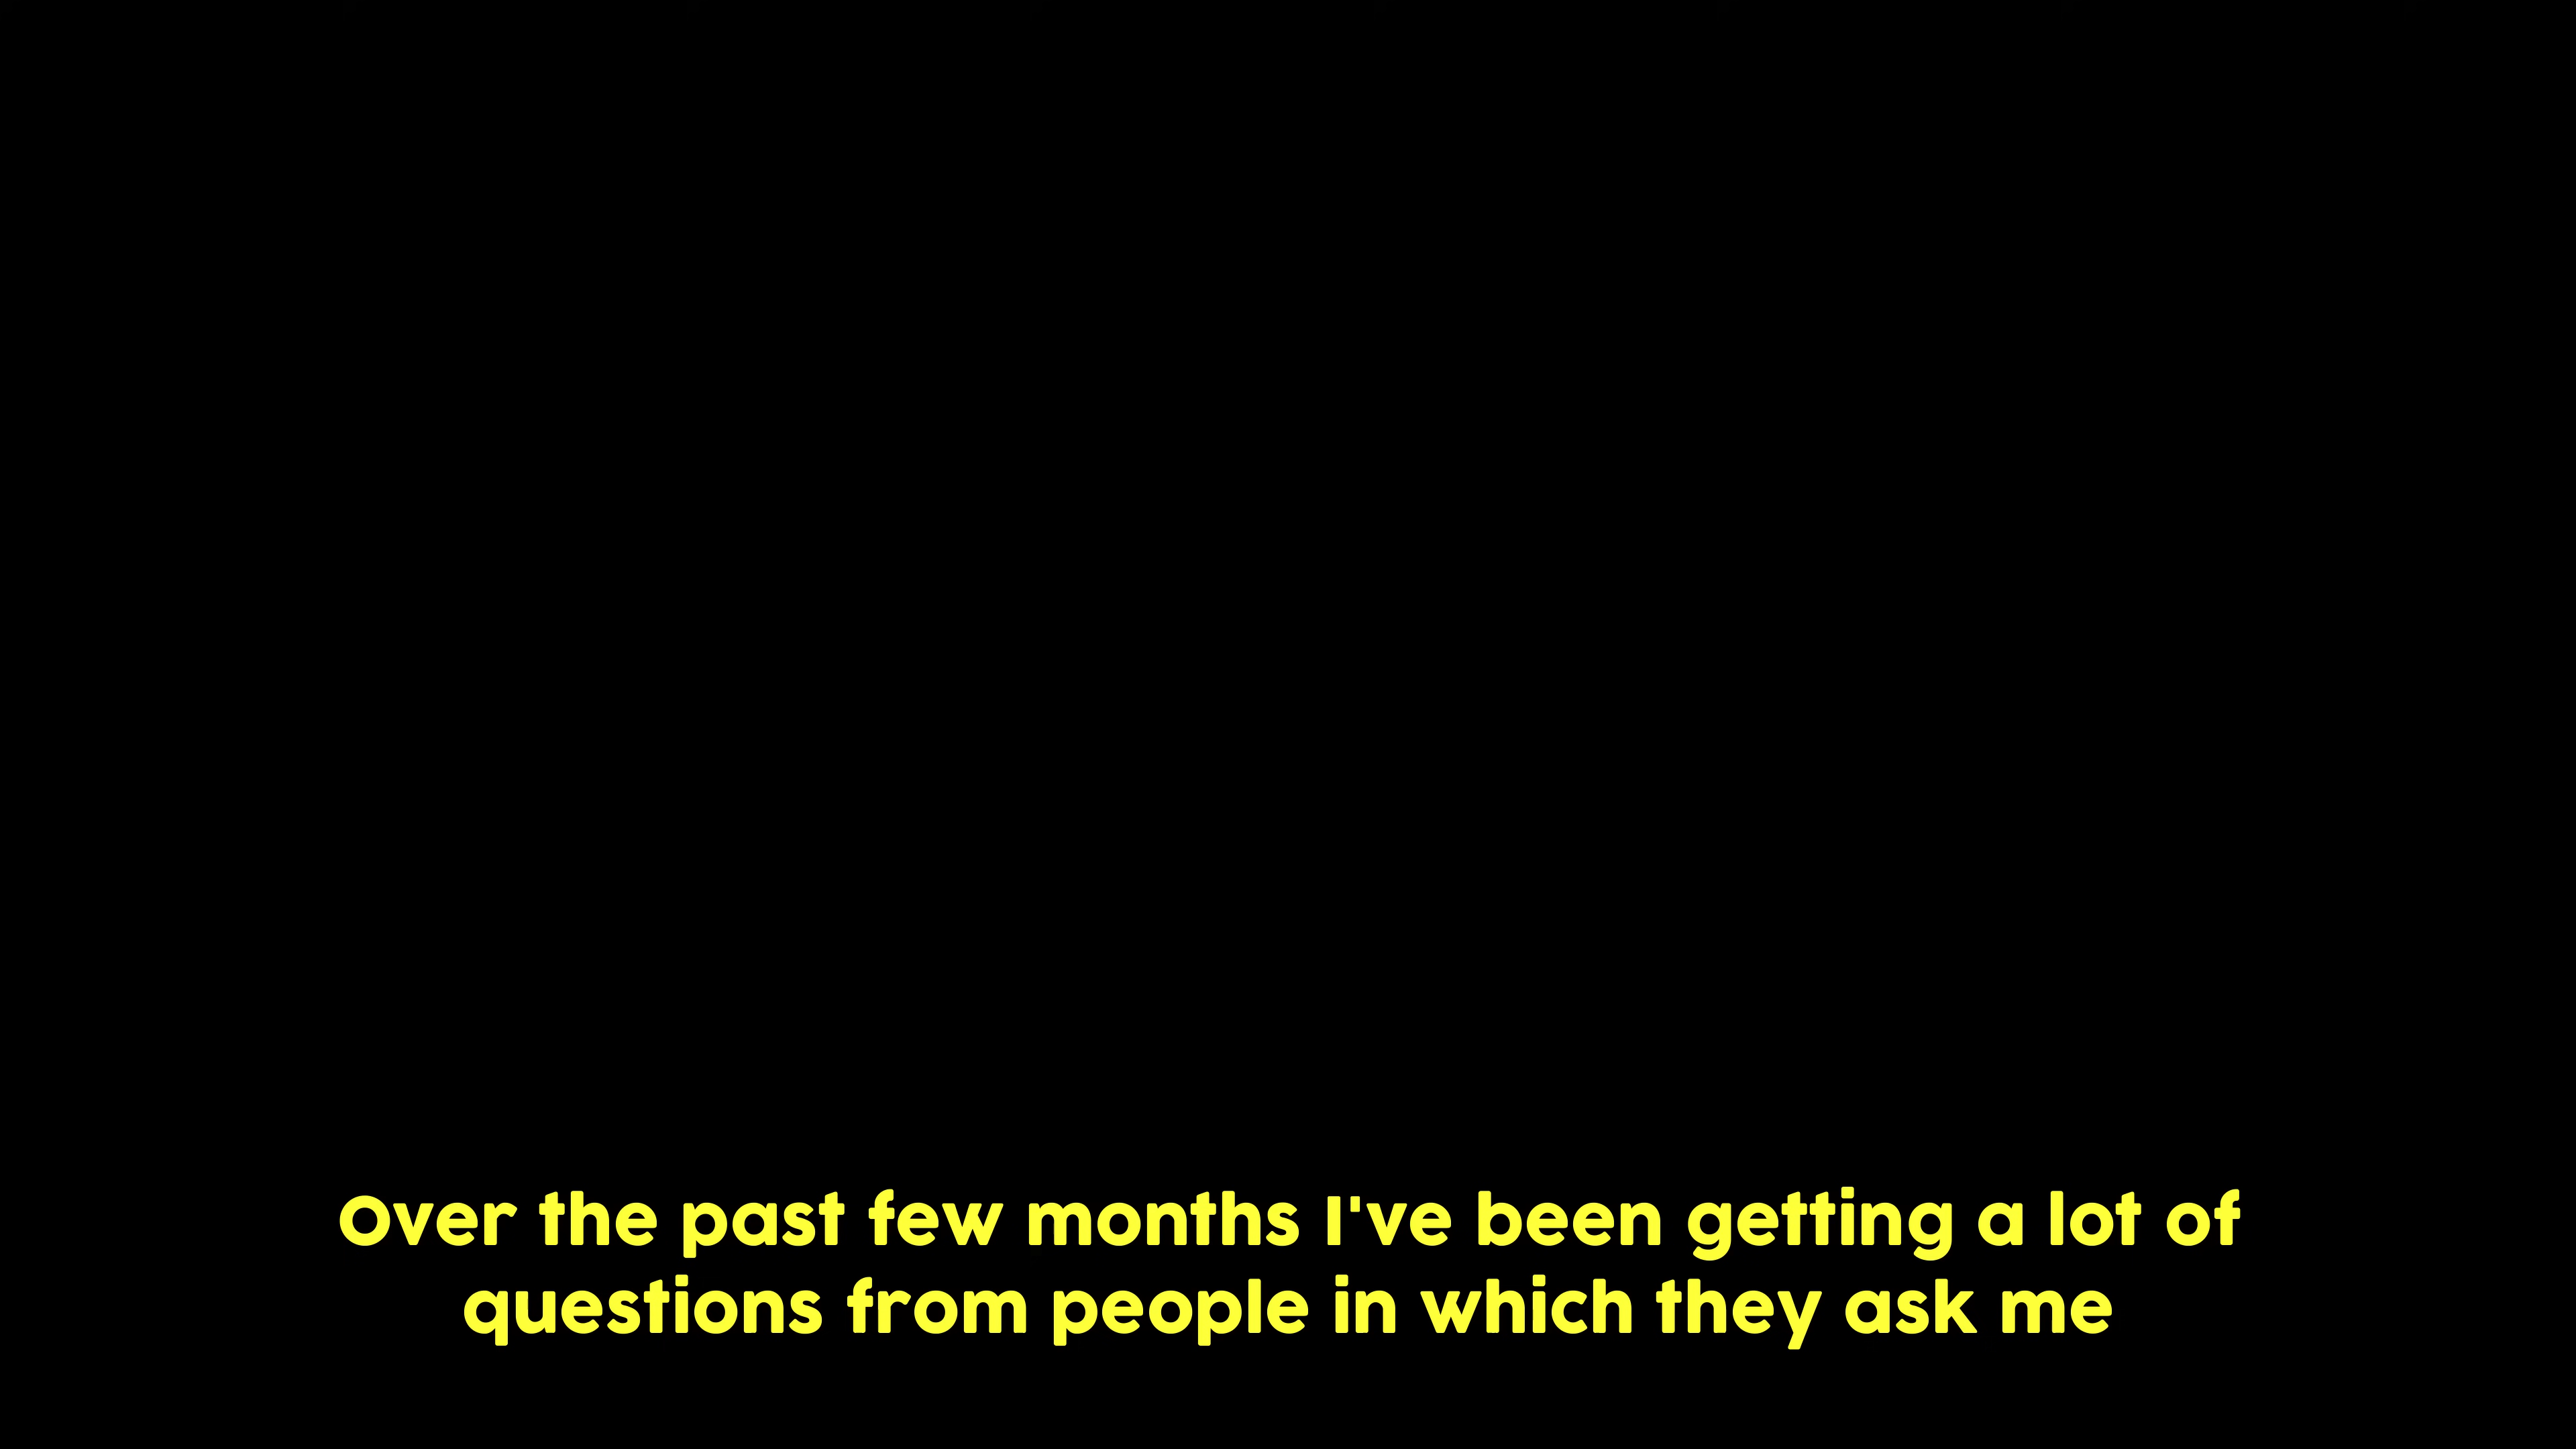 Over the past few months I've been getting a lot of
questions from people in which they ask me